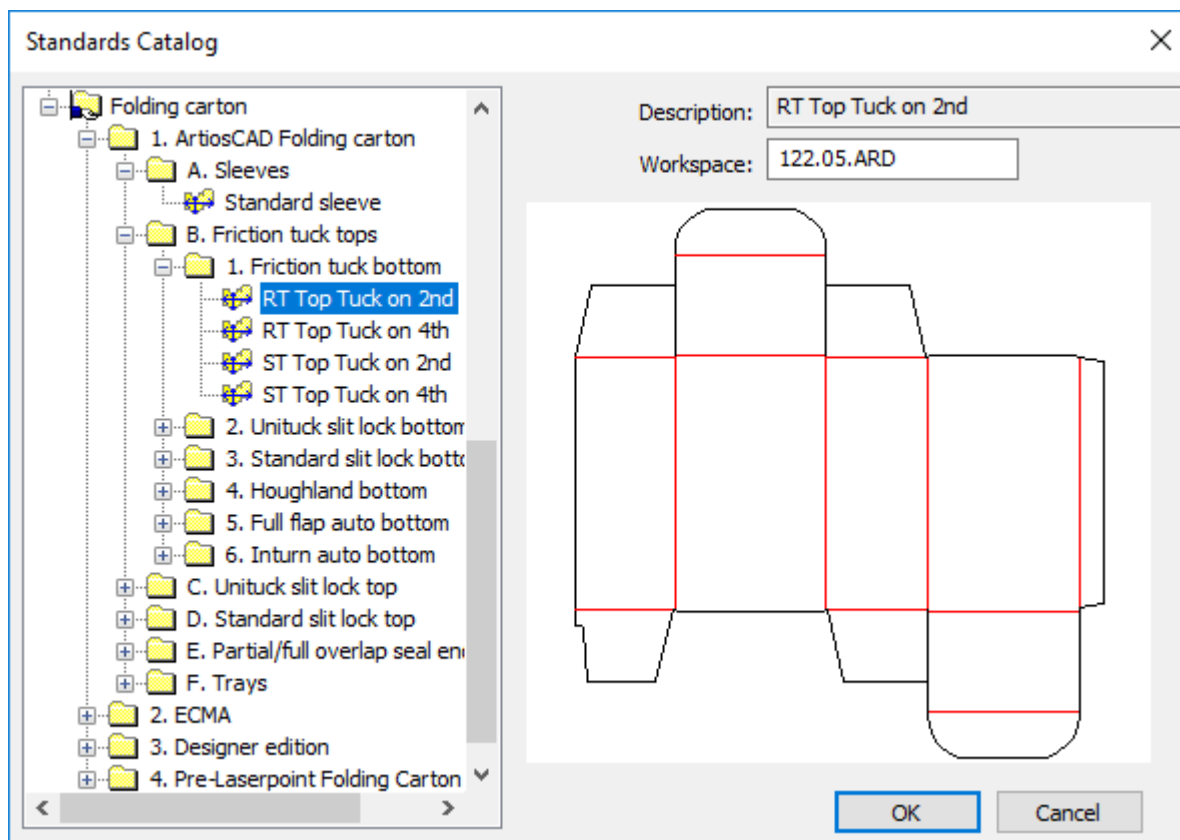 Standards Catalog
Folding carton
1. ArtiosCAD Folding carton
A. Sleeves
Standard sleeve
B. Friction tuck tops
1. Friction tuck bottom
RT Top Tuck on 2nd
RT Top Tuck on 4th
ST Top Tuck on 2nd
ST Top Tuck on 4th
2. Unituck slit lock bottom
3. Standard slit lock botto
4. Houghland bottom
5. Full flap auto bottom
6. Inturn auto bottom
C. Unituck slit lock top
D. Standard slit lock top
E. Partial/full overlap seal en
F. Trays
2. ECMA
3. Designer edition
4. Pre-Laserpoint Folding Carton
Description: RT Top Tuck on 2nd
Workspace: 122.05.ARD
OK Cancel